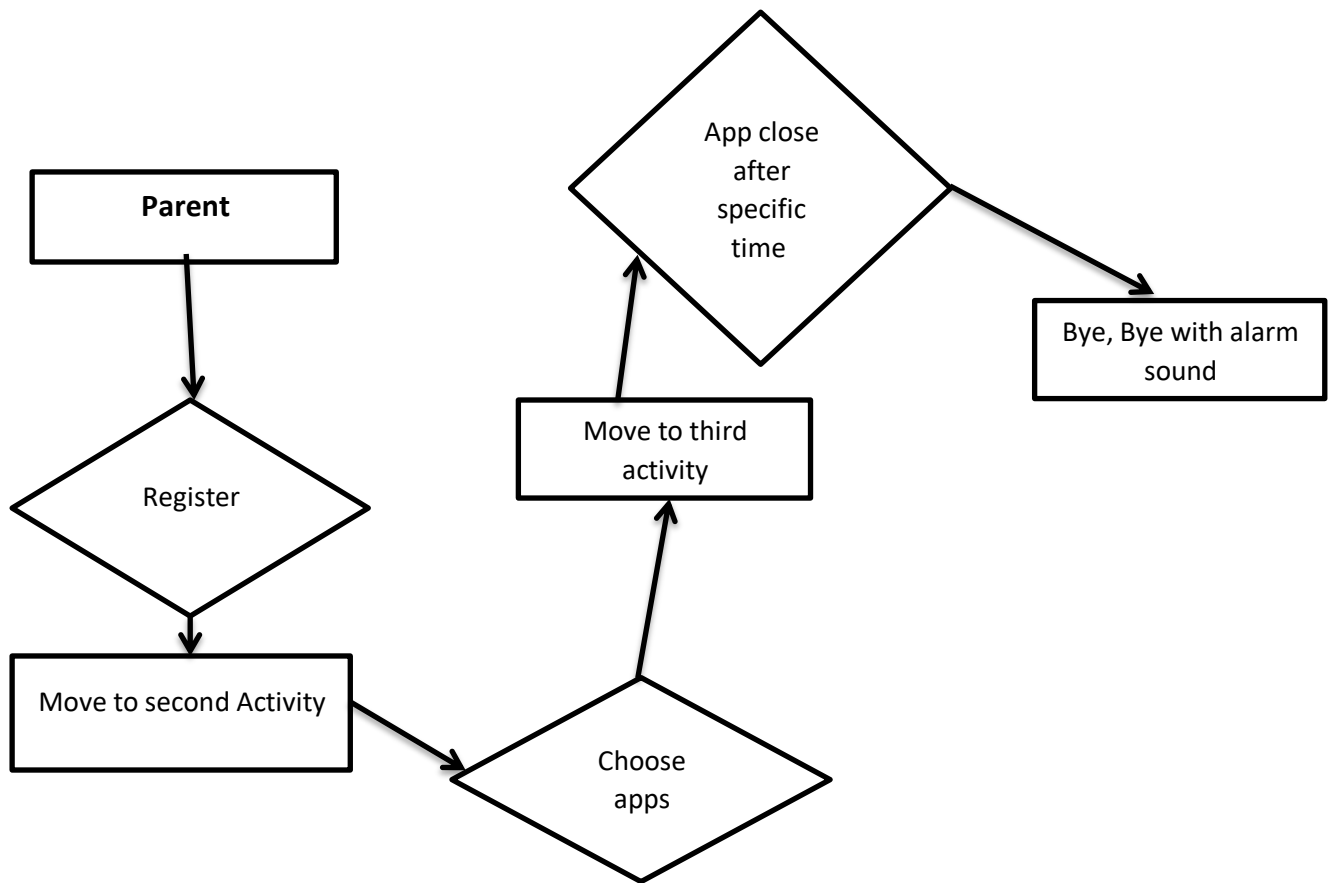 Parent
Register
Move to second Activity
Choose
apps
Move to third
activity
App close
after
specific
time
Bye, Bye with alarm
sound